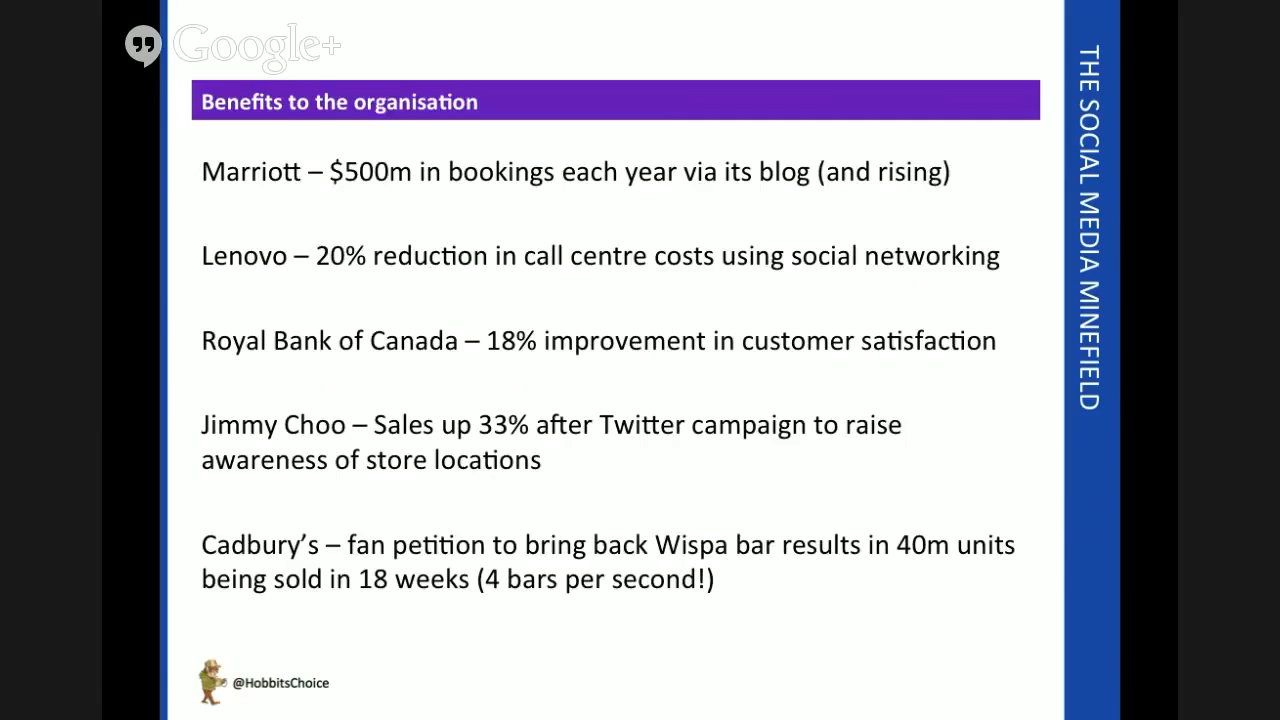 Google+
Benefits to the organisation
Marriott – $500m in bookings each year via its blog (and rising)
Lenovo – 20% reduction in call centre costs using social networking
Royal Bank of Canada – 18% improvement in customer satisfaction
Jimmy Choo – Sales up 33% after Twitter campaign to raise
awareness of store locations
Cadbury’s – fan petition to bring back Wispa bar results in 40m units
being sold in 18 weeks (4 bars per second!)
@HobbitsChoice
THE SOCIAL MEDIA MINEFIELD